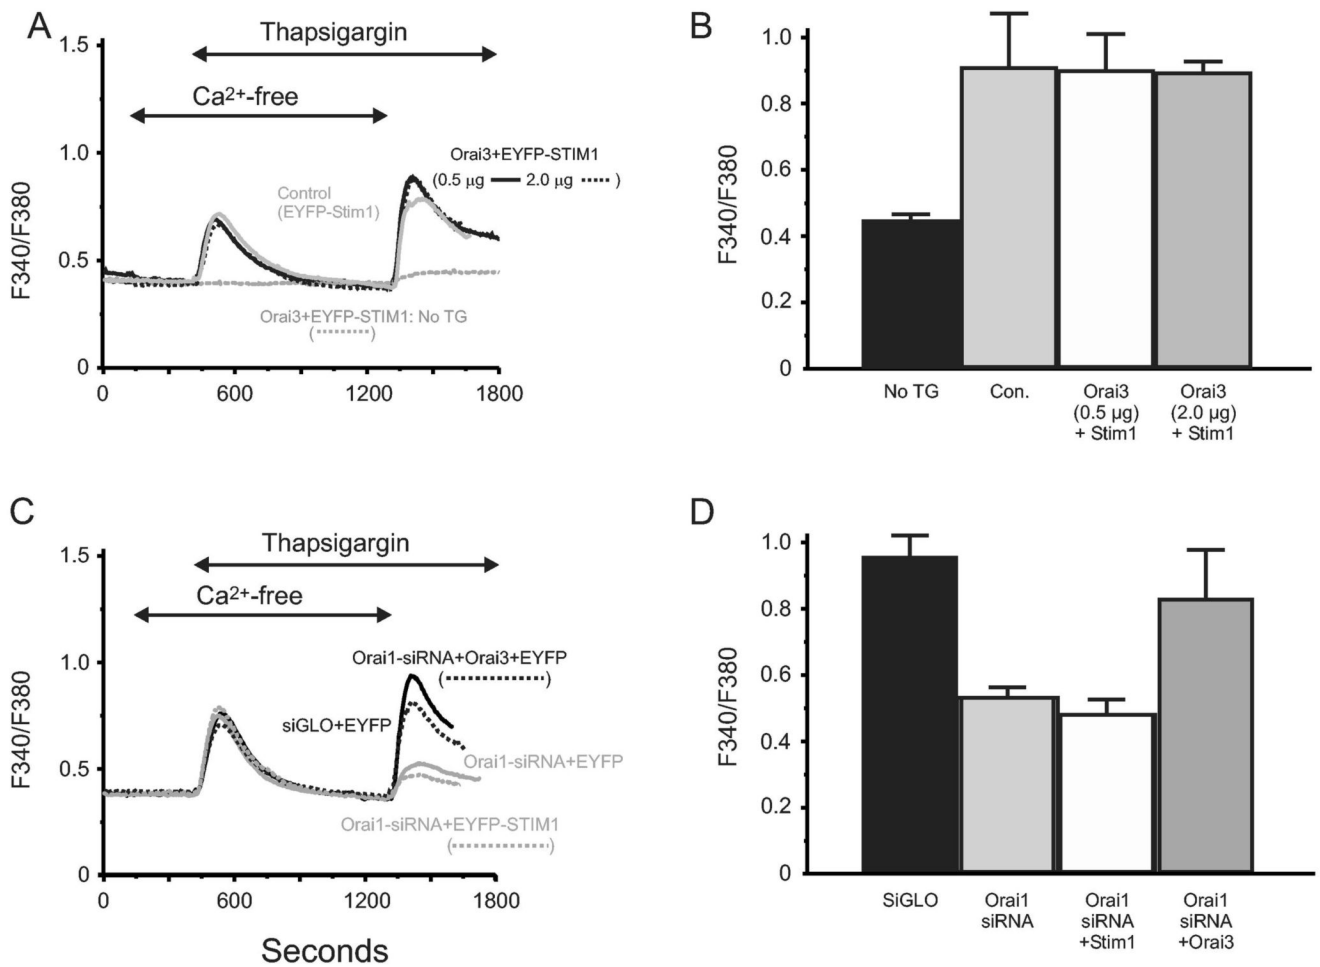 A
Thapsigargin
Ca2+-free
Orai3+EYFP-STIM1
(0.5 µg 2.0 µg )
Control
(EYFP-Stim1)
Orai3+EYFP-STIM1: No TG
( )
F340/F380
1.5
1.0
0.5
0
0 600 1200 1800
B
F340/F380
1.0
0.8
0.6
0.4
0.2
0
No TG
Con.
Orai3
(0.5 µg)
+ Stim1
Orai3
(2.0 µg)
+ Stim1
C
Thapsigargin
Ca2+-free
Orai1-siRNA+Orai3+EYFP
( )
siGLO+EYFP
Orai1-siRNA+EYFP
Orai1-siRNA+EYFP-STIM1
( )
F340/F380
1.5
1.0
0.5
0
0 600 1200 1800
Seconds
D
F340/F380
1.0
0.8
0.6
0.4
0.2
0
SiGLO
Orai1
siRNA
Orai1
siRNA
+Stim1
Orai1
siRNA
+Orai3